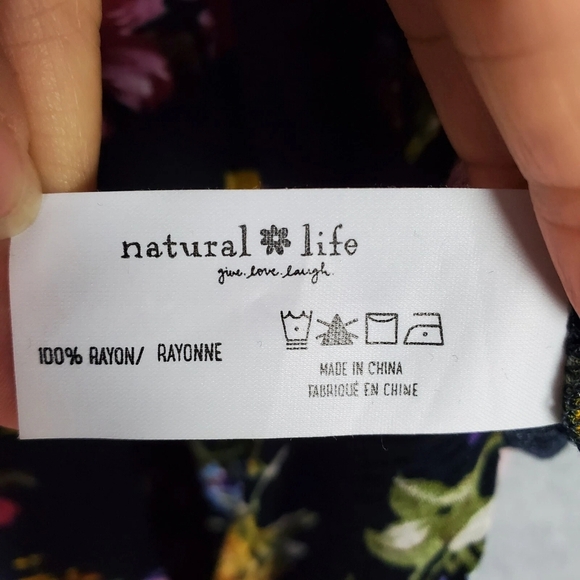 natural life
give.love.laugh.
100% RAYON/ RAYONNE
MADE IN CHINA
FABRIQUÉ EN CHINE